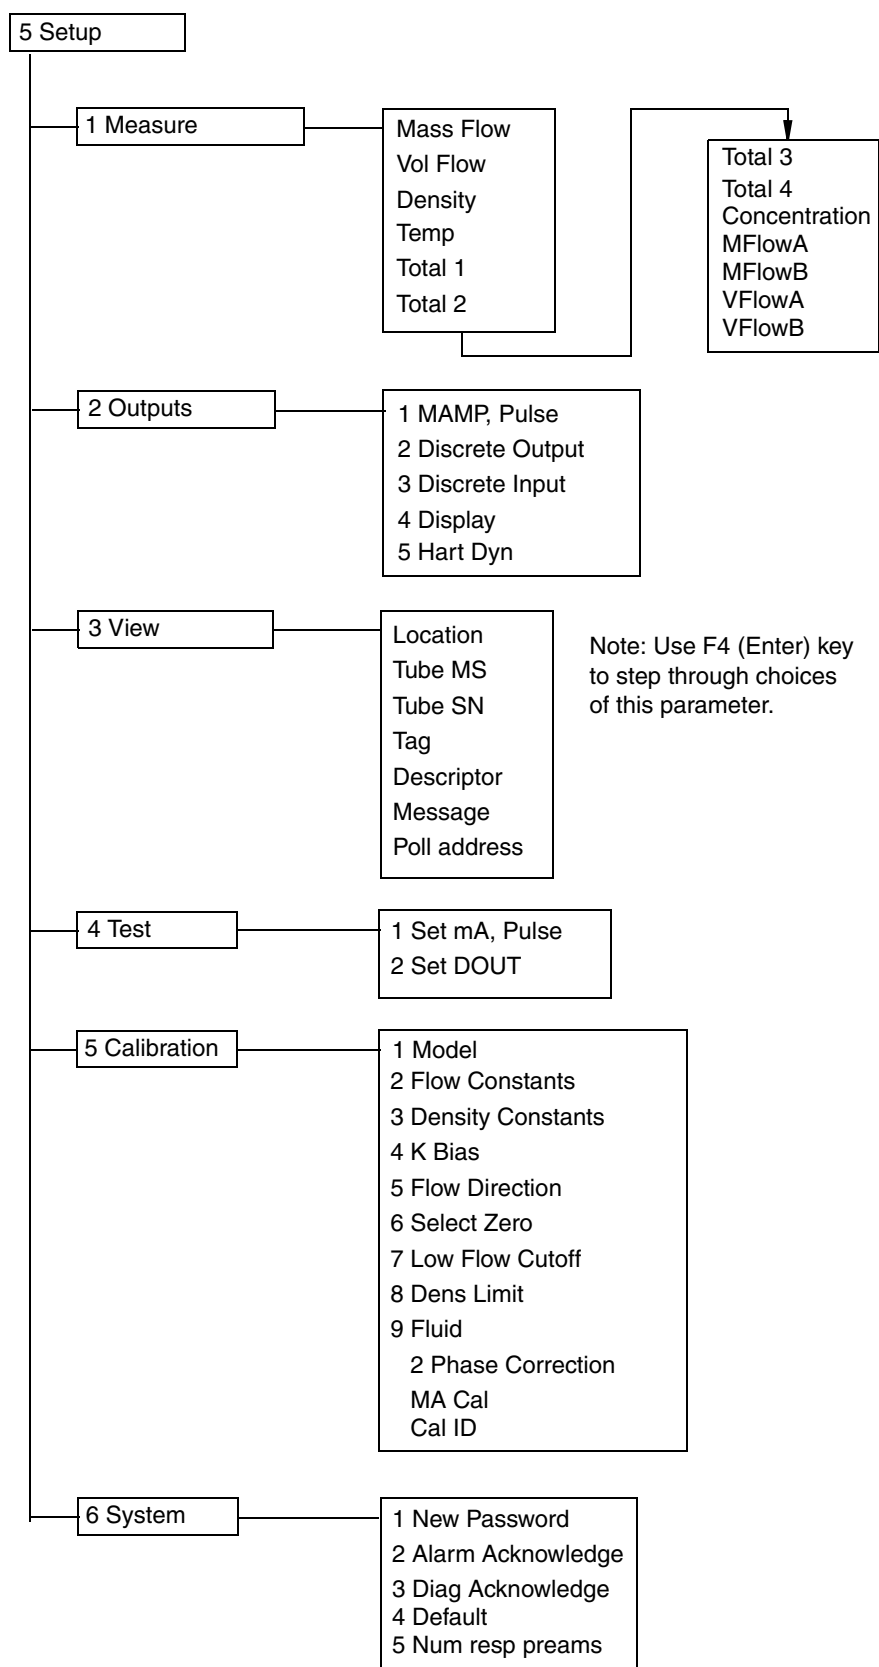 5 Setup
1 Measure
Mass Flow
Vol Flow
Density
Temp
Total 1
Total 2
Total 3
Total 4
Concentration
MFlowA
MFlowB
VFlowA
VFlowB
2 Outputs
1 MAMP, Pulse
2 Discrete Output
3 Discrete Input
4 Display
5 Hart Dyn
3 View
Location
Tube MS
Tube SN
Tag
Descriptor
Message
Poll address
Note: Use F4 (Enter) key
to step through choices
of this parameter.
4 Test
1 Set mA, Pulse
2 Set DOUT
5 Calibration
1 Model
2 Flow Constants
3 Density Constants
4 K Bias
5 Flow Direction
6 Select Zero
7 Low Flow Cutoff
8 Dens Limit
9 Fluid
2 Phase Correction
MA Cal
Cal ID
6 System
1 New Password
2 Alarm Acknowledge
3 Diag Acknowledge
4 Default
5 Num resp preams